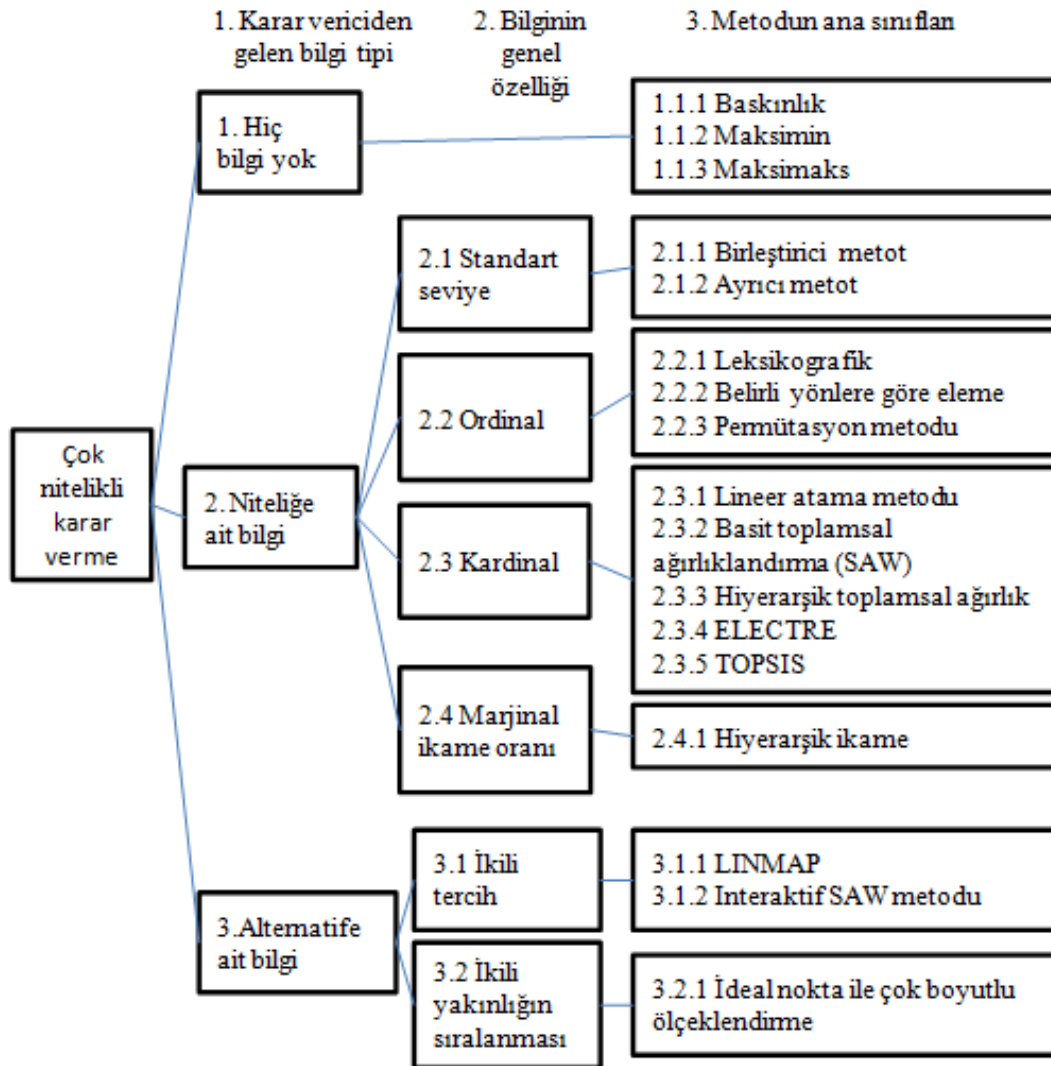 1. Karar vericiden
gelen bilgi tipi
2. Bilginin
genel
özelliği
3. Metodun ana sınıfları
1. Hiç
bilgi yok
1.1.1 Baskınlık
1.1.2 Maksimin
1.1.3 Maksimaks
Çok
nitelikli
karar
verme
2. Niteliğe
ait bilgi
2.1 Standart
seviye
2.1.1 Birleştirici metot
2.1.2 Ayrıcı metot
2.2 Ordinal
2.2.1 Leksikografik
2.2.2 Belirli yönlere göre eleme
2.2.3 Permütasyon metodu
2.3 Kardinal
2.3.1 Lineer atama metodu
2.3.2 Basit toplamsal
ağırlıklandırma (SAW)
2.3.3 Hiyerarşik toplamsal ağırlık
2.3.4 ELECTRE
2.3.5 TOPSIS
2.4 Marjinal
ikame oranı
2.4.1 Hiyerarşik ikame
3.Alternatife
ait bilgi
3.1 İkili
tercih
3.1.1 LINMAP
3.1.2 Interaktif SAW metodu
3.2 İkili
yakınlığın
sıralanması
3.2.1 İdeal nokta ile çok boyutlu
ölçeklendirme